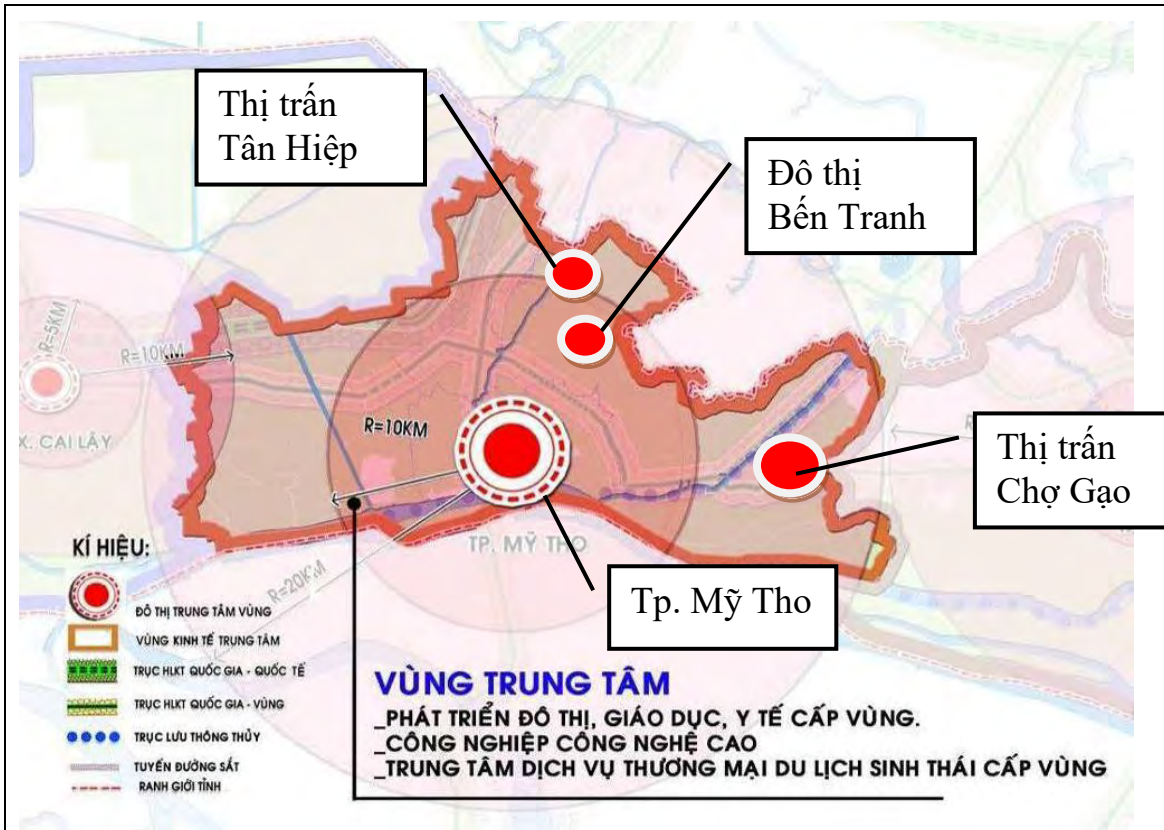 Thị trấn
Tân Hiệp
Đô thị
Bến Tranh
R=5KM
R=10KM
X. CAI LẬY
R=10KM
Thị trấn
Chợ Gạo
TP. MỸ THO
R=20KM
Tp. Mỹ Tho
KÍ HIỆU:
ĐÔ THỊ TRUNG TÂM VÙNG
VÙNG KINH TẾ TRUNG TÂM
TRỤC HLKT QUỐC GIA - QUỐC TẾ
TRỤC HLKT QUỐC GIA - VÙNG
TRỤC LƯU THÔNG THỦY
TUYẾN ĐƯỜNG SẮT
RANH GIỚI TỈNH
VÙNG TRUNG TÂM
_PHÁT TRIỂN ĐÔ THỊ, GIÁO DỤC, Y TẾ CẤP VÙNG.
_CÔNG NGHIỆP CÔNG NGHỆ CAO
_TRUNG TÂM DỊCH VỤ THƯƠNG MẠI DU LỊCH SINH THÁI CẤP VÙNG